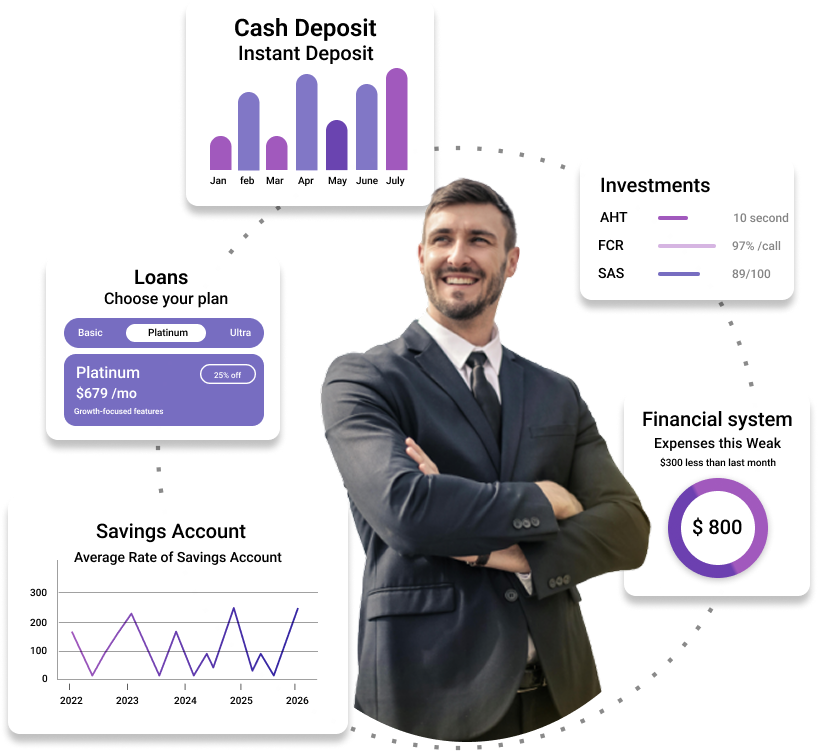 Cash Deposit
Instant Deposit
Jan feb Mar Apr May June July
Investments
AHT 10 second
FCR 97% /call
SAS 89/100
Loans
Choose your plan
Basic Platinum Ultra
Platinum 25% off
$679 /mo
Growth-focused features
Financial system
Expenses this Weak
$300 less than last month
$ 800
Savings Account
Average Rate of Savings Account
300
200
100
0
2022 2023 2024 2025 2026